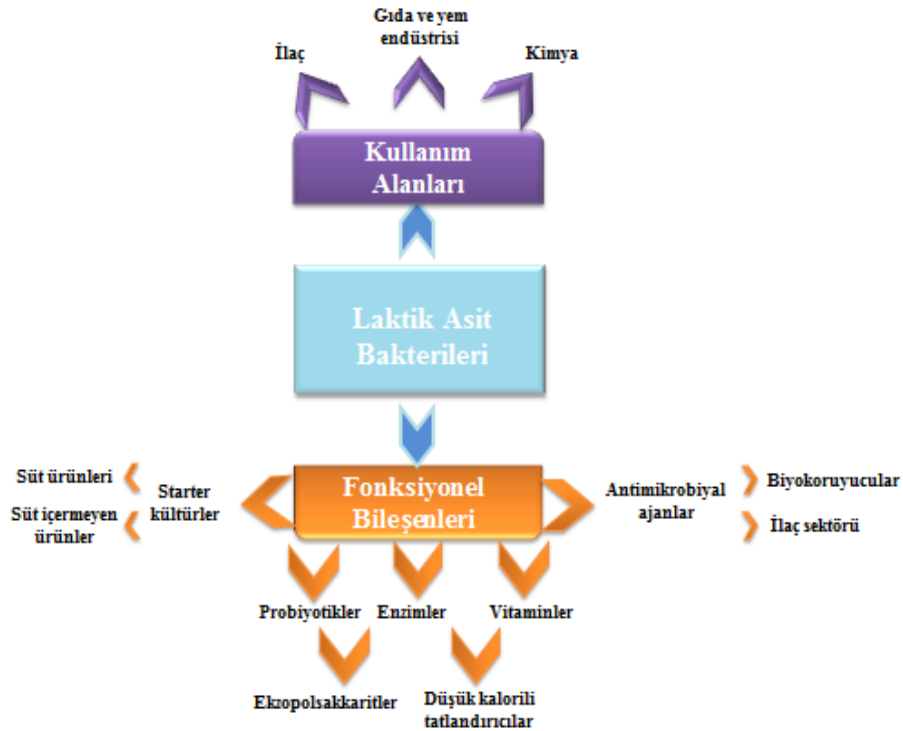 Gıda ve yem
endüstrisi
İlaç
Kimya
Kullanım
Alanları
Laktik Asit
Bakterileri
Fonksiyonel
Bileşenleri
Süt ürünleri
Süt içermeyen
ürünler
Starter
kültürler
Antimikrobiyal
ajanlar
Biyokoruyucular
İlaç sektörü
Probiyotikler
Enzimler
Vitaminler
Ekzopolsakkaritler
Düşük kalorili
tatlandırıcılar